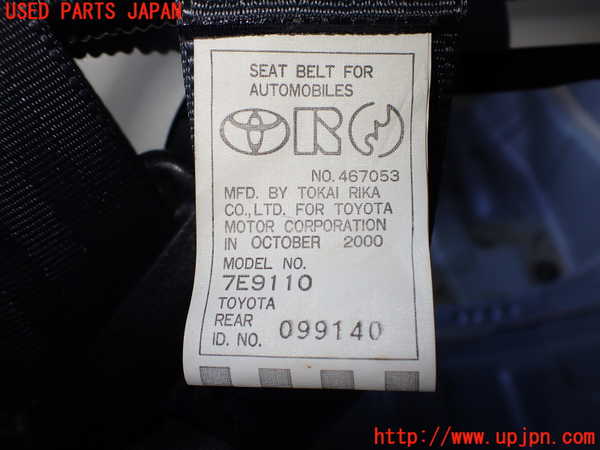 USED PARTS JAPAN
SEAT BELT FOR
AUTOMOBILES
NO. 467053
MFD. BY TOKAI RIKA
CO., LTD. FOR TOYOTA
MOTOR CORPORATION
IN OCTOBER 2000
MODEL NO.
7E9110
TOYOTA
REAR
ID. NO. 099140
http://www.upjpn.com/